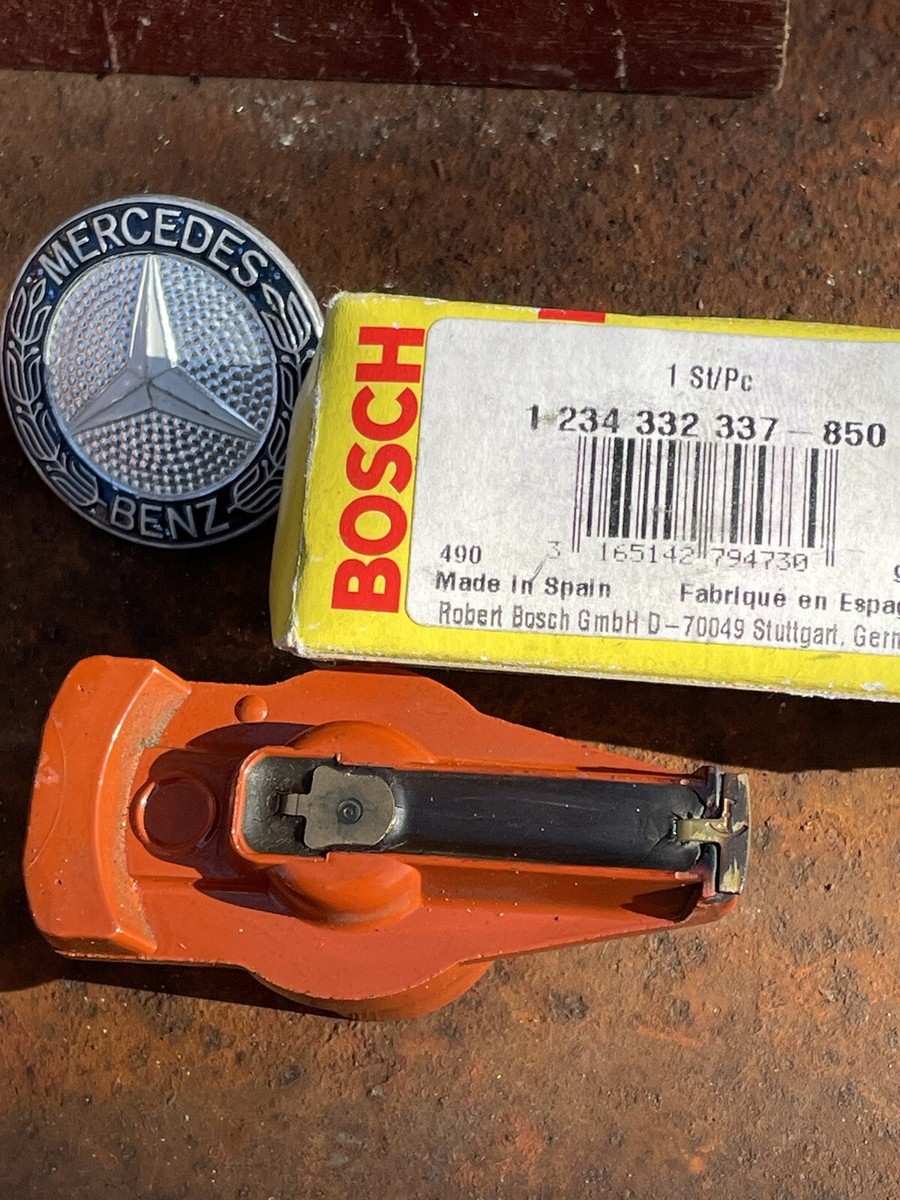 MERCEDES
BENZ
BOSCH
1 St/Pc
1 234 332 337 - 850
490
3 165142 794730
Made in Spain Fabriqué en Espag
Robert Bosch GmbH D-70049 Stuttgart, Germ